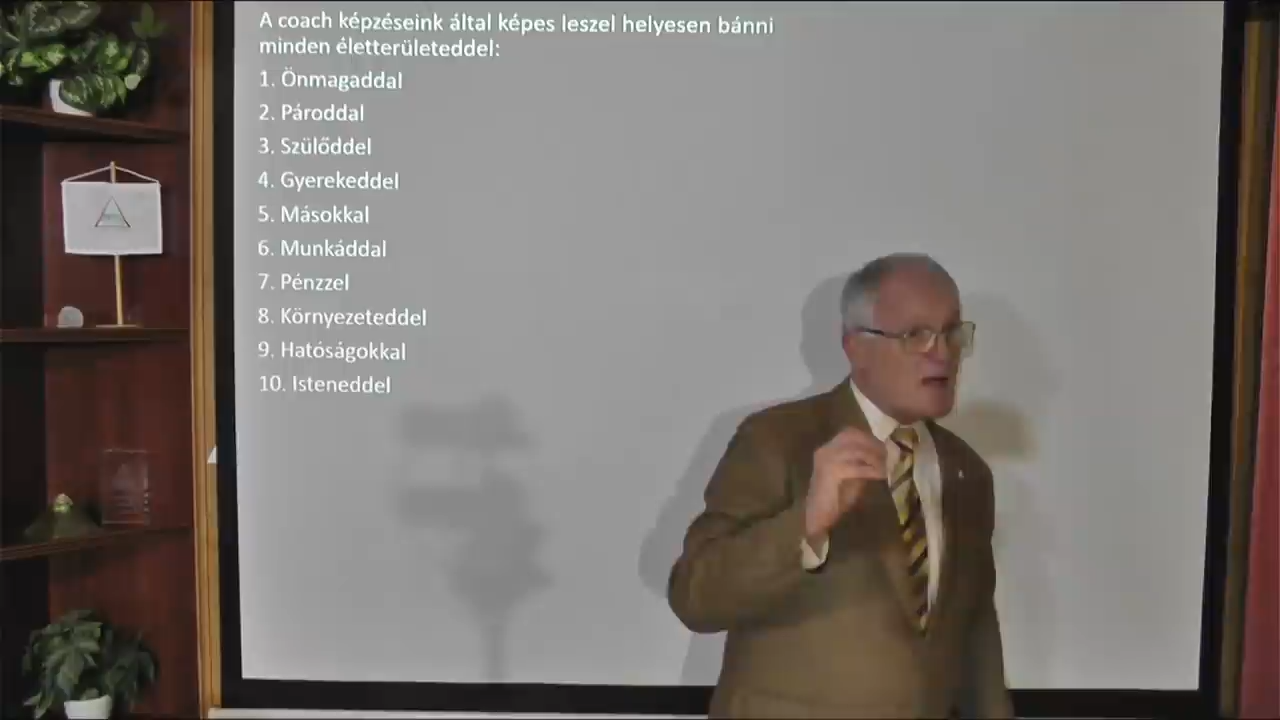 A coach képzéseink által képes leszel helyesen bánni
minden életterületeddel:
1. Önmagaddal
2. Pároddal
3. Szülőddel
4. Gyerekeddel
5. Másokkal
6. Munkáddal
7. Pénzzel
8. Környezeteddel
9. Hatóságokkal
10. Isteneddel